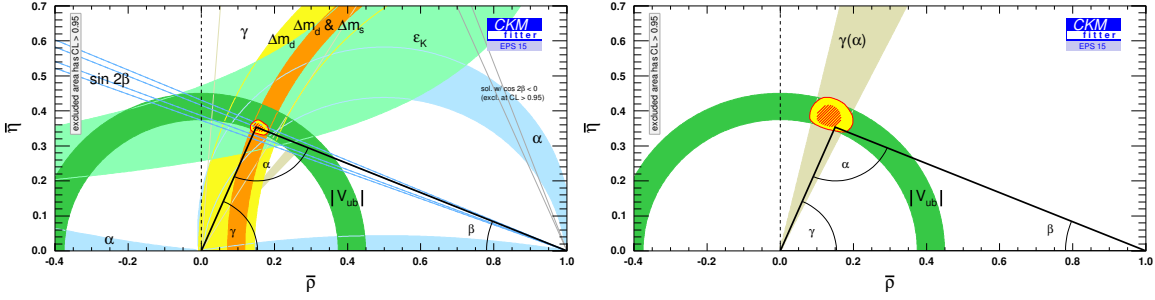 excluded area has CL > 0.95
γ
Δm_d
Δm_d & Δm_s
ε_K
CKM
fitter
EPS 15
sin 2β
sol. w/ cos 2β < 0
(excl. at CL > 0.95)
α
α
|V_ub|
α
γ
β
0.7
0.6
0.5
0.4
0.3
0.2
0.1
0.0
η̄
-0.4
-0.2
0.0
0.2
0.4
0.6
0.8
1.0
ρ̄
excluded area has CL > 0.95
γ(α)
CKM
fitter
EPS 15
α
|V_ub|
γ
β
0.7
0.6
0.5
0.4
0.3
0.2
0.1
0.0
η̄
-0.4
-0.2
0.0
0.2
0.4
0.6
0.8
1.0
ρ̄